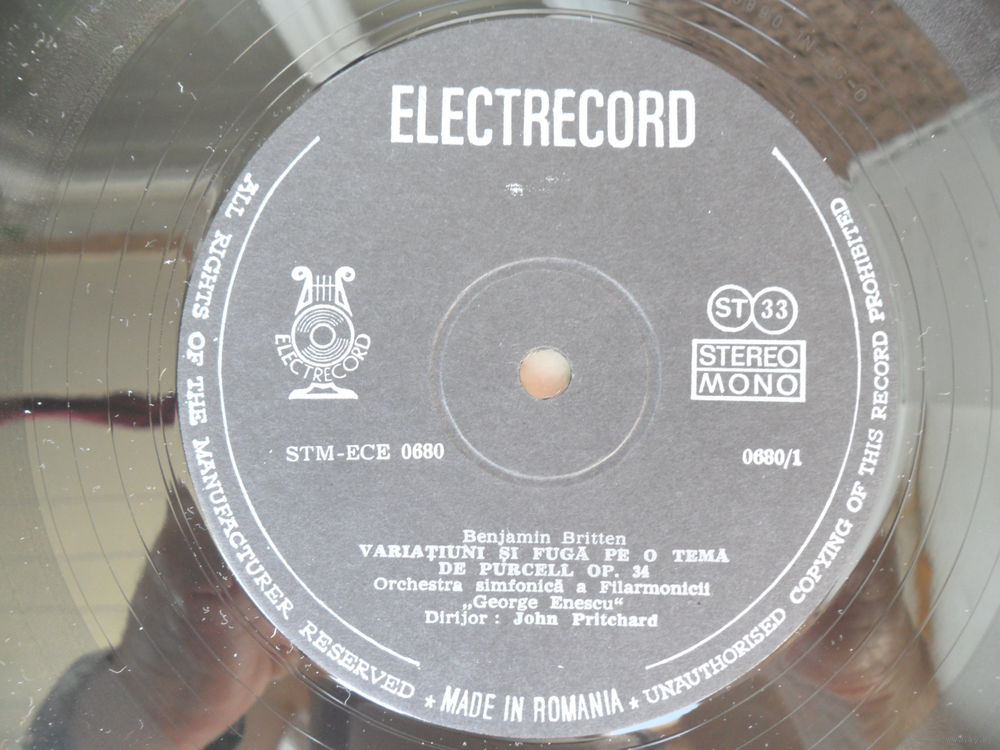 ELECTRECORD
ALL RIGHTS OF THE MANUFACTURER RESERVED
★ MADE IN ROMANIA ★
UNAUTHORISED COPYING OF THIS RECORD PROHIBITED
ELECTRECORD
ST 33
STEREO
MONO
STM-ECE 0680
0680/1
Benjamin Britten
VARIAȚIUNI ȘI FUGĂ PE O TEMĂ
DE PURCELL OP. 34
Orchestra simfonică a Filarmonicii
„George Enescu“
Dirijor : John Pritchard